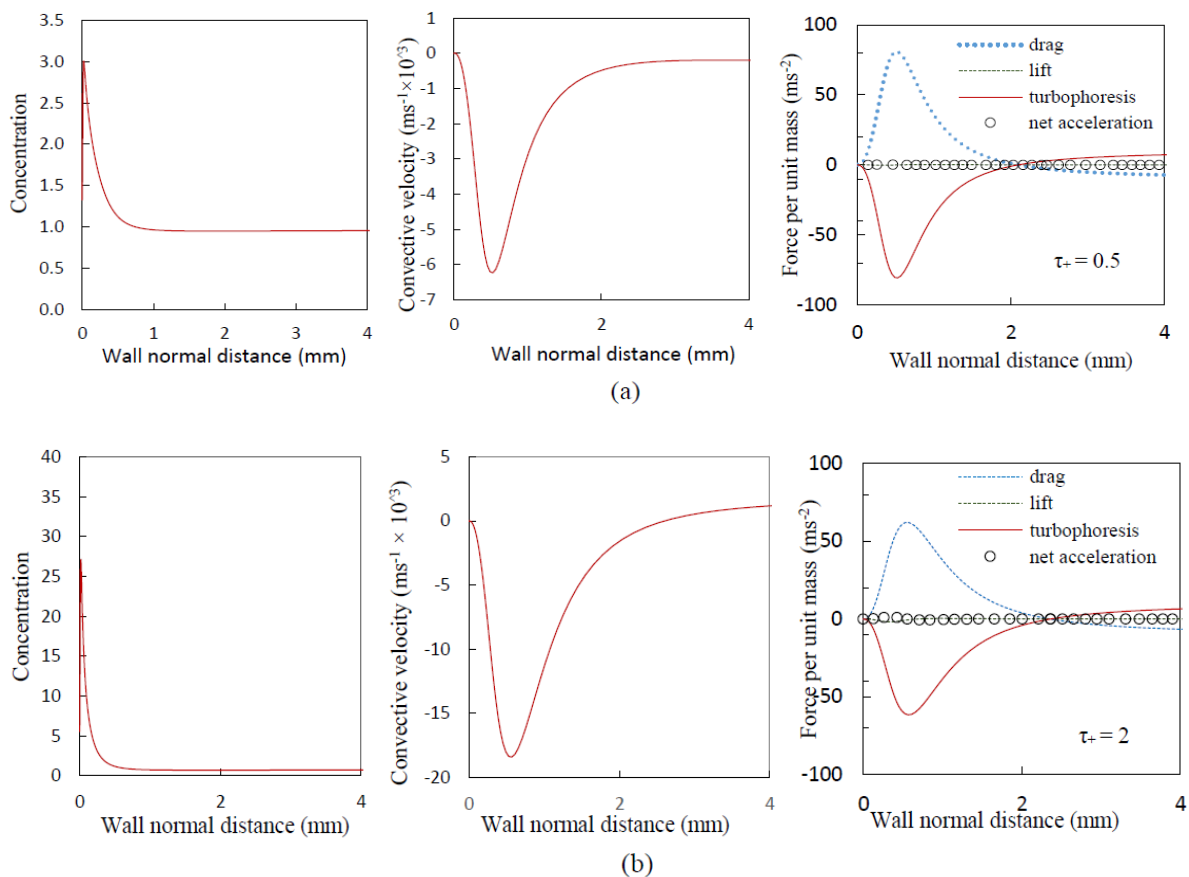 3.5
3.0
2.5
2.0
1.5
1.0
0.5
0.0
Concentration
0 1 2 3 4
Wall normal distance (mm)
1
0
-1
-2
-3
-4
-5
-6
-7
Convective velocity (ms⁻¹×10^³)
0 2 4
Wall normal distance (mm)
100
50
0
-50
-100
Force per unit mass (ms⁻²)
drag
lift
turbophoresis
net acceleration
τ₊ = 0.5
0 2 4
Wall normal distance (mm)
(a)
40
35
30
25
20
15
10
5
0
Concentration
0 2 4
Wall normal distance (mm)
5
0
-5
-10
-15
-20
Convective velocity (ms⁻¹ × 10^³)
0 2 4
Wall normal distance (mm)
100
50
0
-50
-100
Force per unit mass (ms⁻²)
drag
lift
turbophoresis
net acceleration
τ₊ = 2
0 2 4
Wall normal distance (mm)
(b)